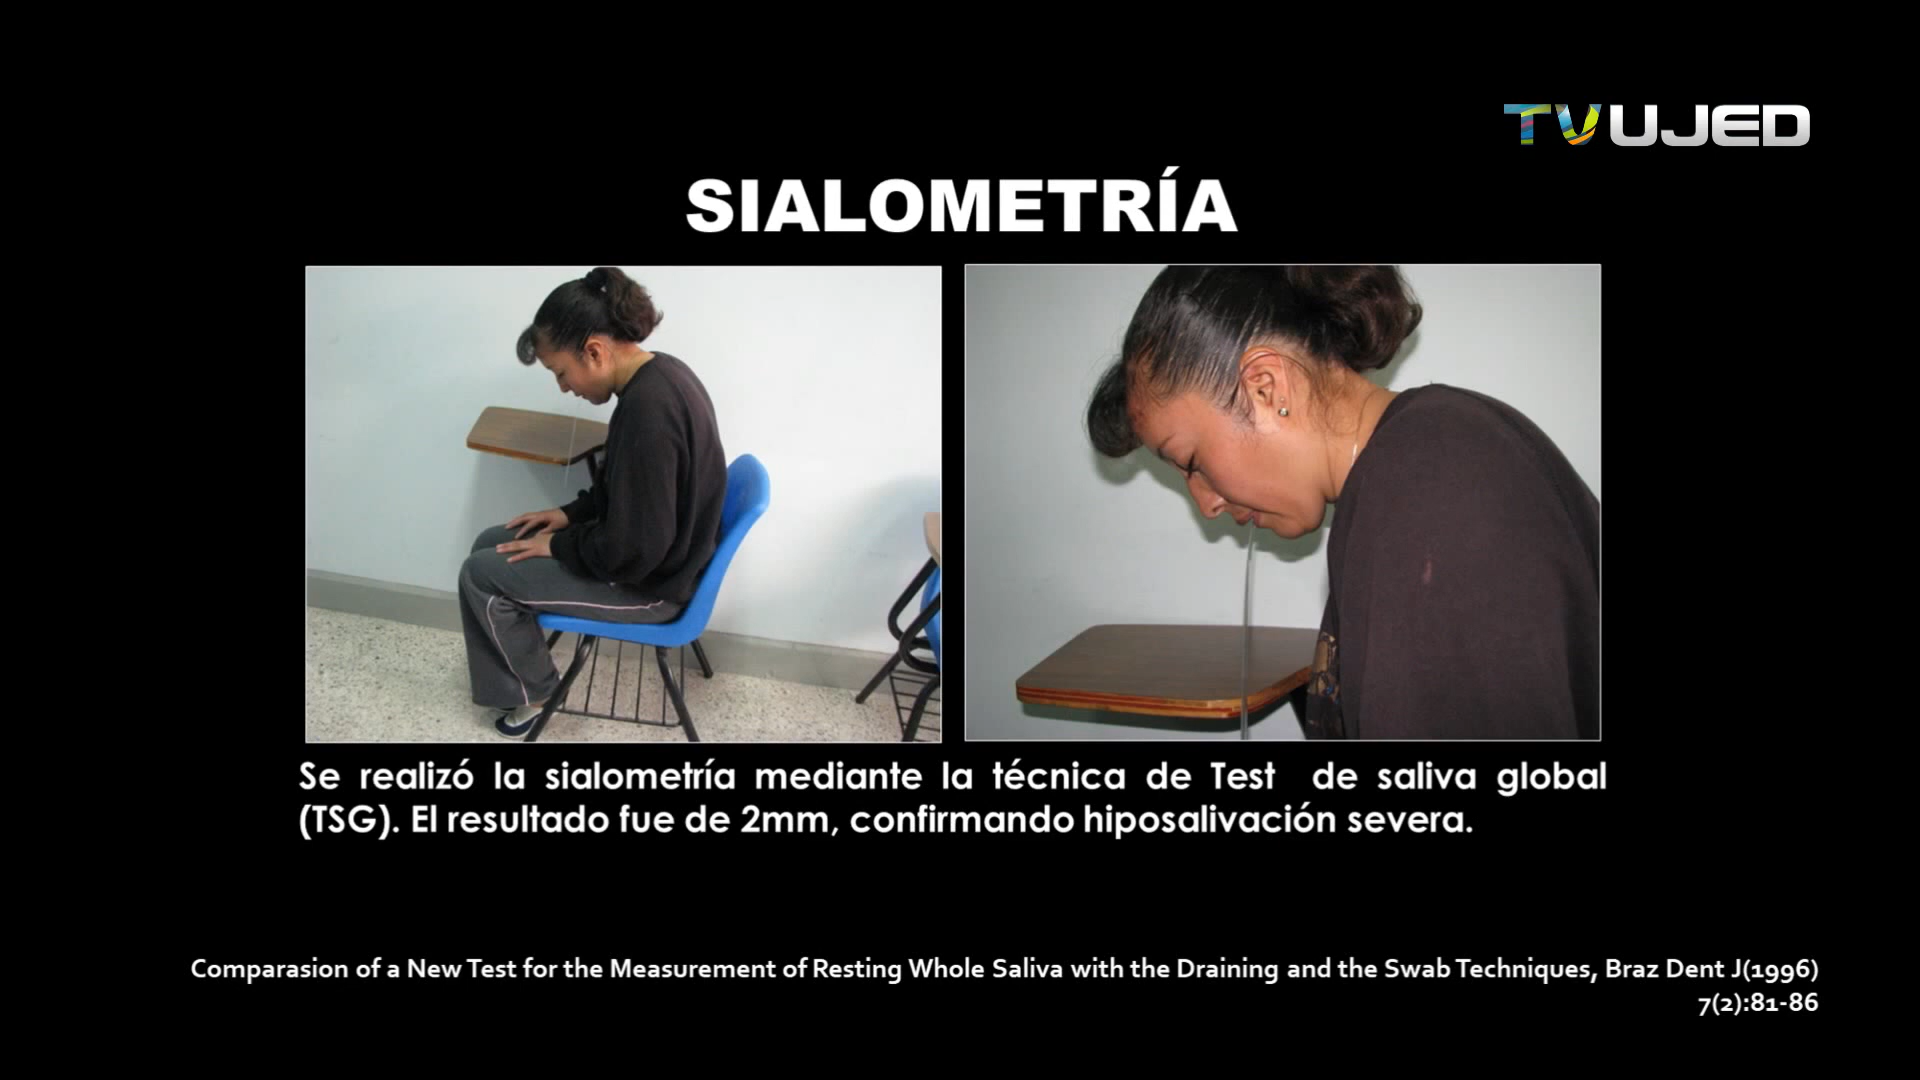 TVUJED
SIALOMETRÍA
Se realizó la sialometría mediante la técnica de Test de saliva global
(TSG). El resultado fue de 2mm, confirmando hiposalivación severa.
Comparasion of a New Test for the Measurement of Resting Whole Saliva with the Draining and the Swab Techniques, Braz Dent J(1996)
7(2):81-86